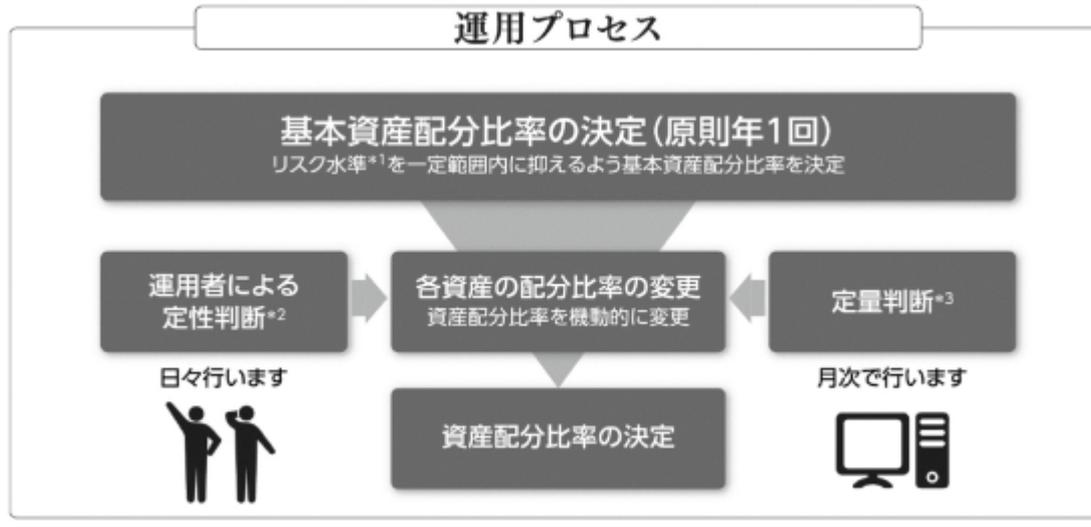 運用プロセス
基本資産配分比率の決定(原則年1回)
リスク水準*1を一定範囲内に抑えるよう基本資産配分比率を決定
運用者による
定性判断*2
各資産の配分比率の変更
資産配分比率を機動的に変更
定量判断*3
日々行います
月次で行います
資産配分比率の決定